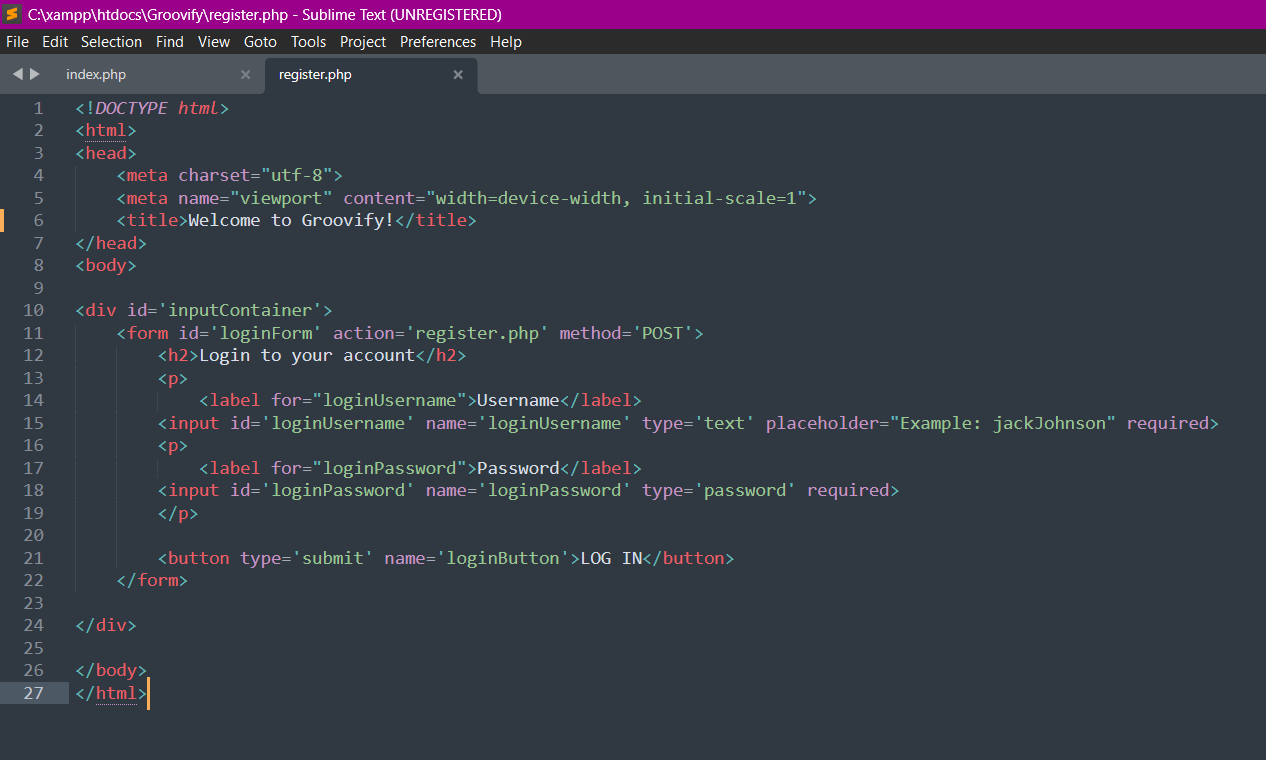 C:\xampp\htdocs\Groovify\register.php - Sublime Text (UNREGISTERED)
File Edit Selection Find View Goto Tools Project Preferences Help
index.php × register.php ×
1 <!DOCTYPE html>
2 <html>
3 <head>
4 <meta charset="utf-8">
5 <meta name="viewport" content="width=device-width, initial-scale=1">
6 <title>Welcome to Groovify!</title>
7 </head>
8 <body>
9
10 <div id='inputContainer'>
11 <form id='loginForm' action='register.php' method='POST'>
12 <h2>Login to your account</h2>
13 <p>
14 <label for="loginUsername">Username</label>
15 <input id='loginUsername' name='loginUsername' type='text' placeholder="Example: jackJohnson" required>
16 <p>
17 <label for="loginPassword">Password</label>
18 <input id='loginPassword' name='loginPassword' type='password' required>
19 </p>
20
21 <button type='submit' name='loginButton'>LOG IN</button>
22 </form>
23
24 </div>
25
26 </body>
27 </html>